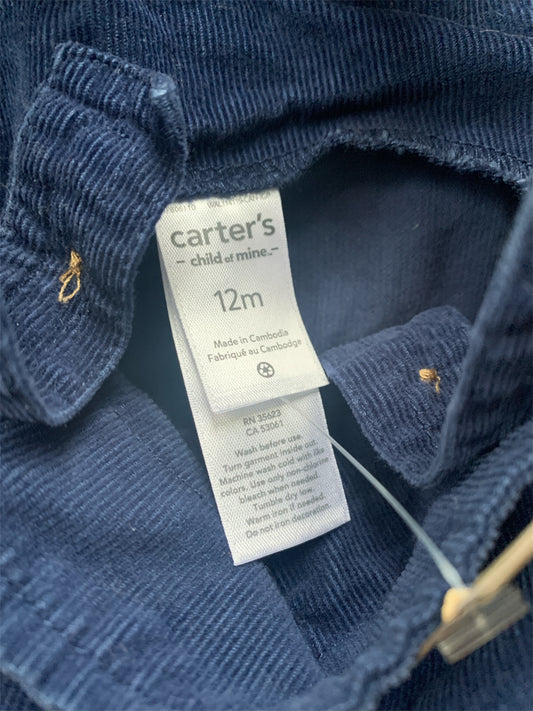 carter's
child of mine™
12m
Made in Cambodia
Fabriqué au Cambodge
RN 35623
CA 53061
Wash before use.
Turn garment inside out.
Machine wash cold with like
colors. Use only non-chlorine
bleach when needed.
Tumble dry low.
Warm iron if needed.
Do not iron decoration.